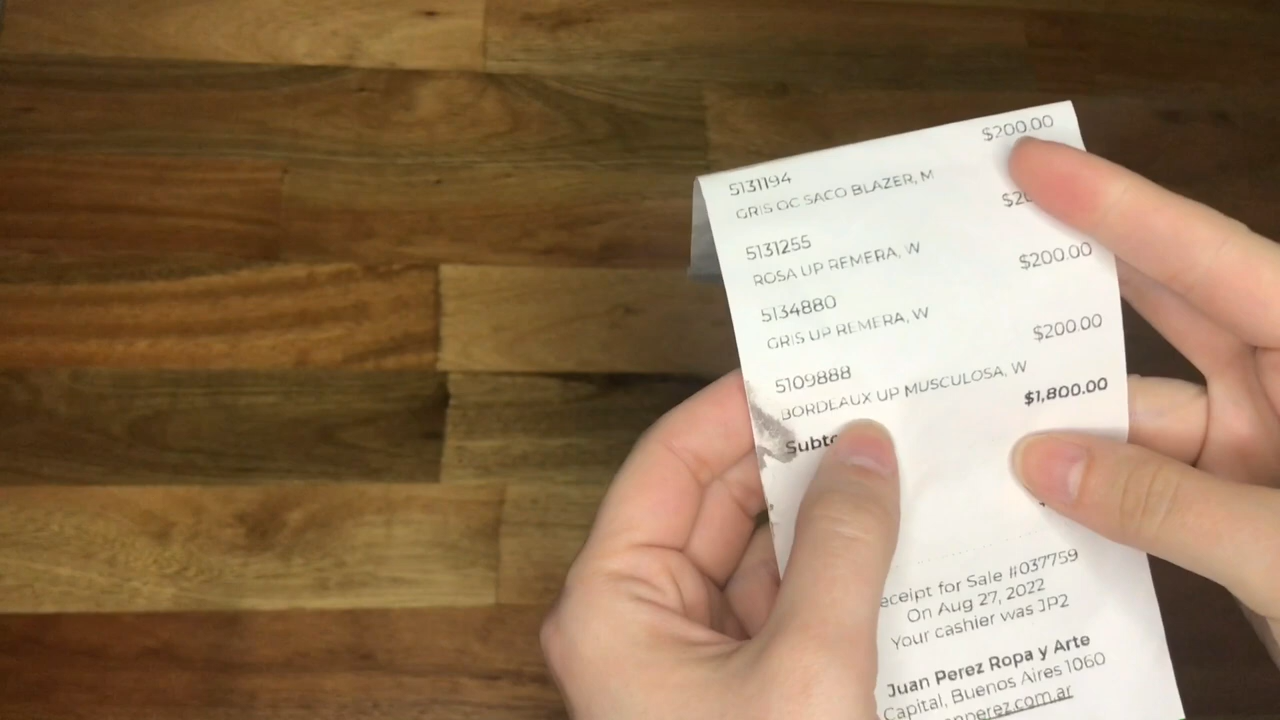 $200.00
5131194
GRIS OC SACO BLAZER, M
5131255
ROSA UP REMERA, W
$200.00
5134880
GRIS UP REMERA, W
$200.00
5109888
BORDEAUX UP MUSCULOSA, W
$1,800.00
Receipt for Sale #037759
On Aug 27, 2022
Your cashier was JP2
Juan Perez Ropa y Arte
Capital, Buenos Aires 1060